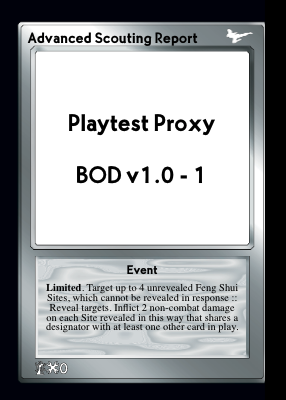 Advanced Scouting Report
Playtest Proxy
BOD v1.0 - 1
Event
Limited. Target up to 4 unrevealed Feng Shui
Sites, which cannot be revealed in response ::
Reveal targets. Inflict 2 non-combat damage
on each Site revealed in this way that shares a
designator with at least one other card in play.
0